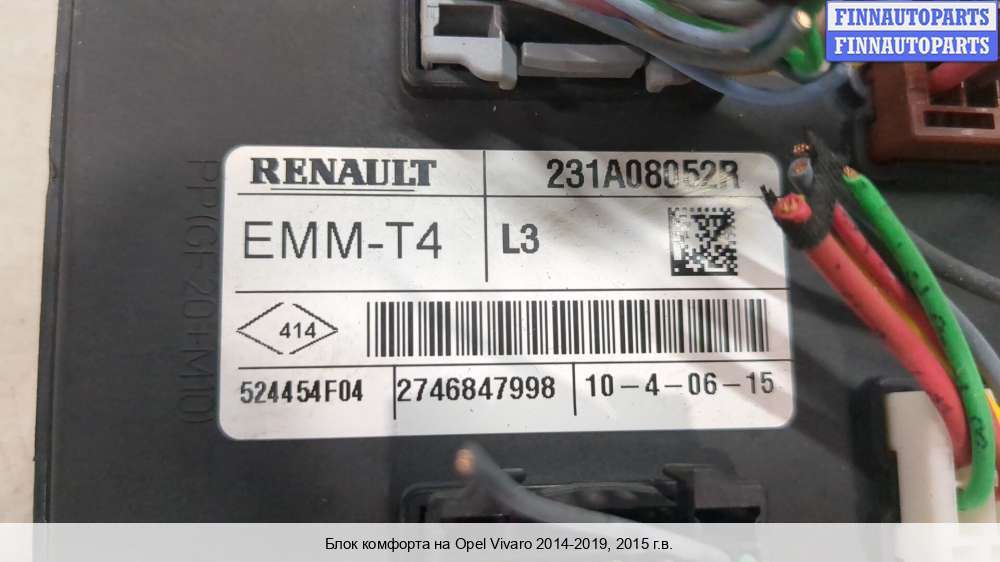 FINNAUTOPARTS
FINNAUTOPARTS
RENAULT 231A08052R
EMM-T4 L3
414
524454F04 2746847998 10-4-06-15
Блок комфорта на Opel Vivaro 2014-2019, 2015 г.в.